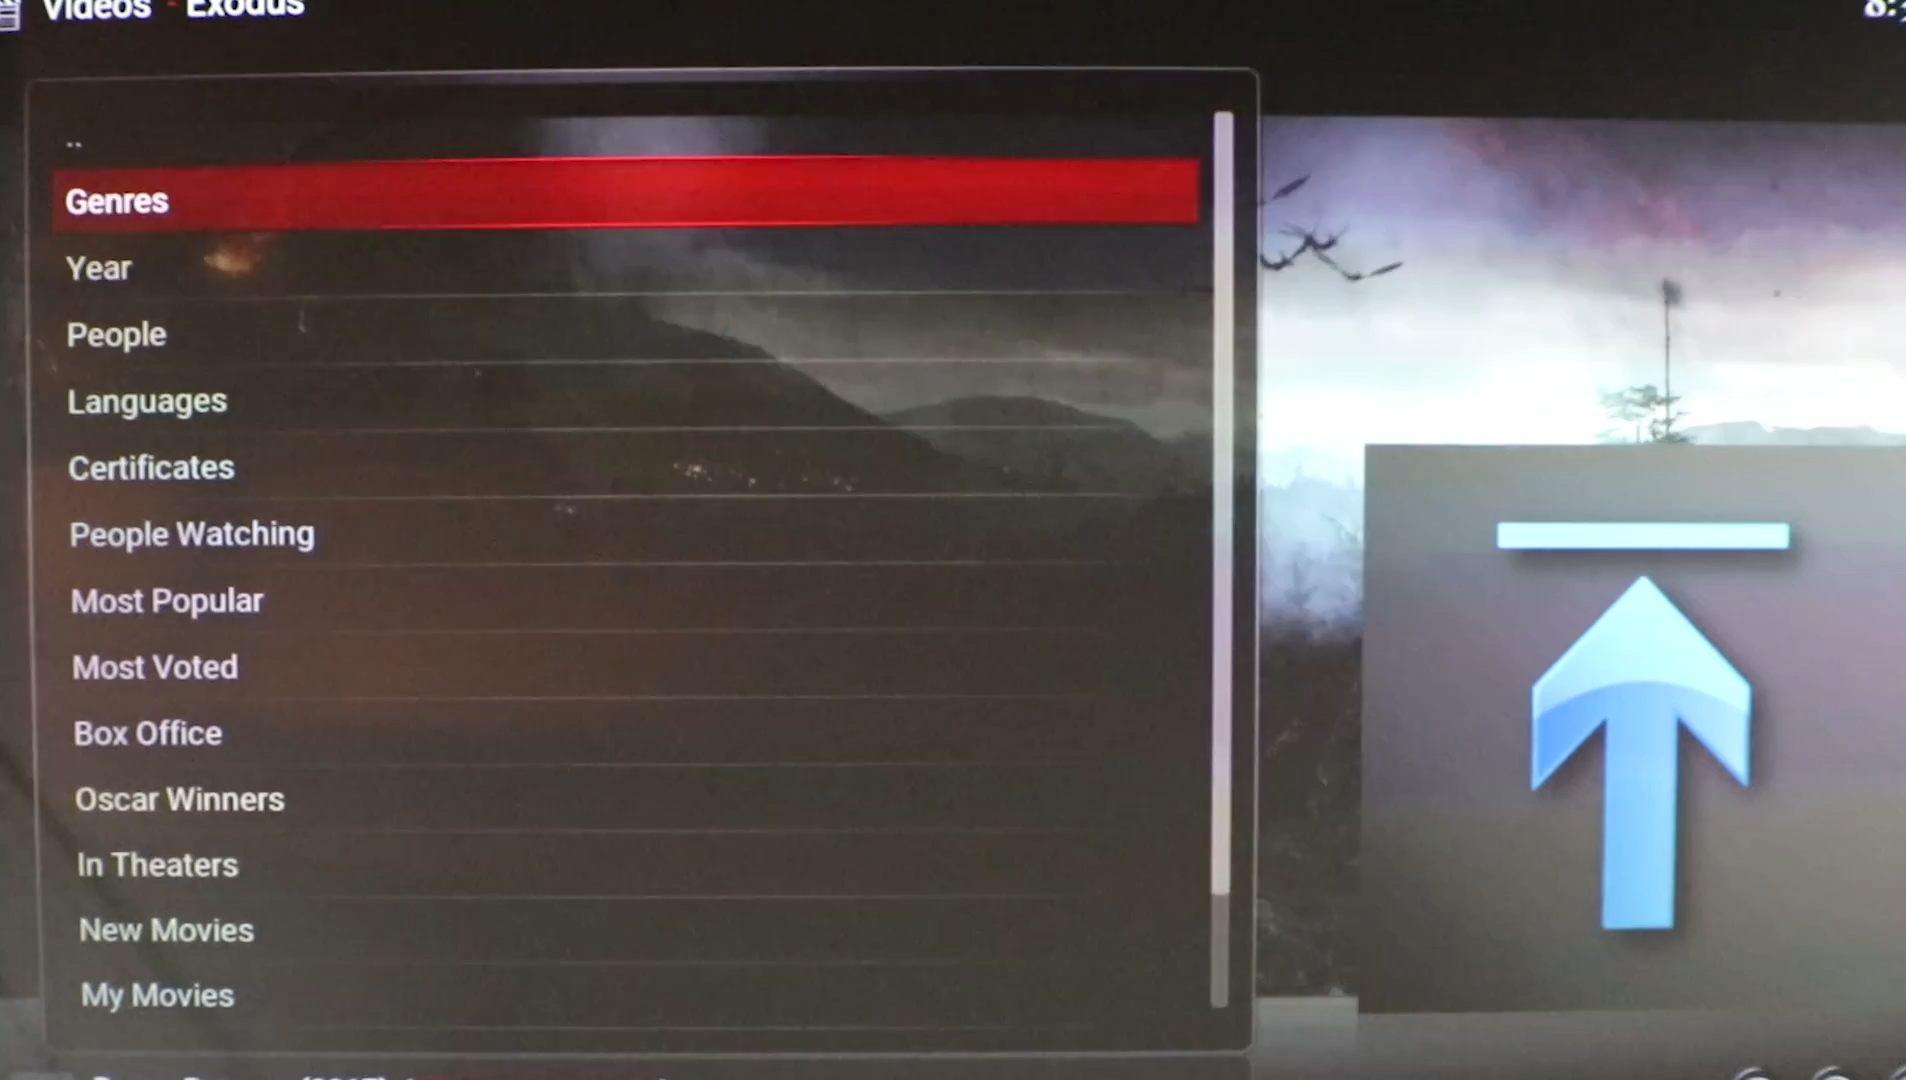 Videos - Exodus
..
Genres
Year
People
Languages
Certificates
People Watching
Most Popular
Most Voted
Box Office
Oscar Winners
In Theaters
New Movies
My Movies